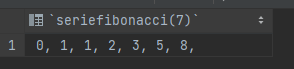 `seriefibonacci(7)`
1 0, 1, 1, 2, 3, 5, 8,